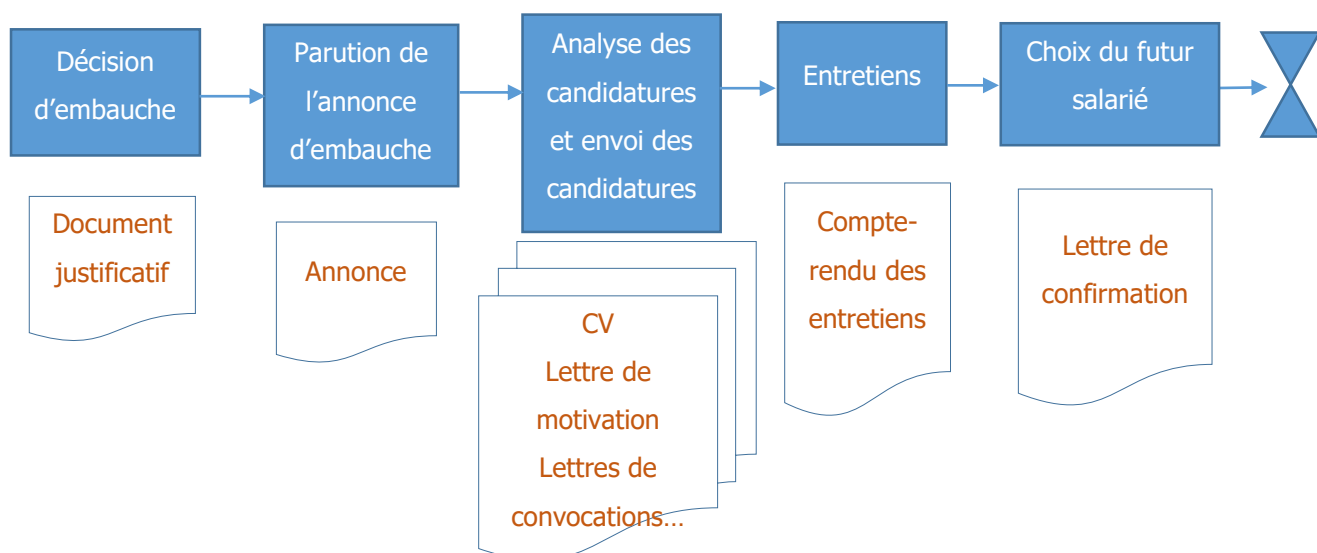 Décision
d'embauche
Parution de
l'annonce
d'embauche
Analyse des
candidatures
et envoi des
candidatures
Entretiens
Choix du futur
salarié
Document
justificatif
Annonce
CV
Lettre de
motivation
Lettres de
convocations…
Compte-
rendu des
entretiens
Lettre de
confirmation